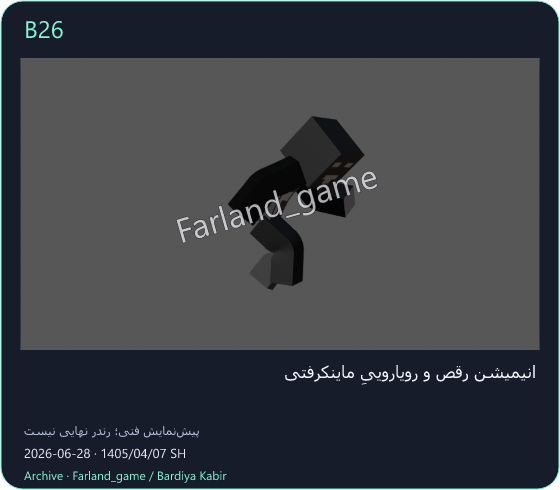 B26
Farland_game
انیمیشن رقص و رویاروییِ ماینکرفتی
پیش‌نمایش فنی؛ رندر نهایی نیست
2026-06-28 · 1405/04/07 SH
Archive · Farland_game / Bardiya Kabir